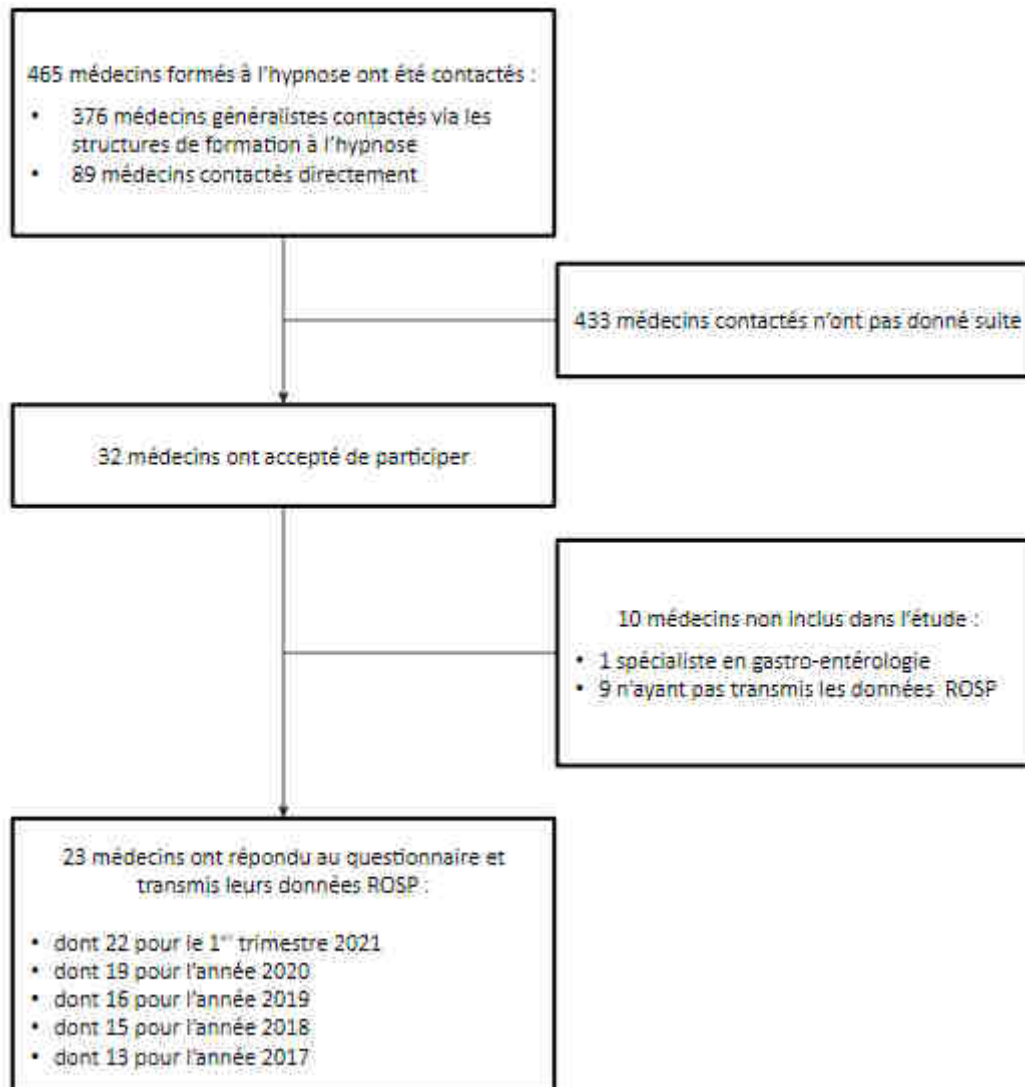 465 médecins formés à l'hypnose ont été contactés :
• 376 médecins généralistes contactés via les
structures de formation à l'hypnose
• 89 médecins contactés directement
433 médecins contactés n'ont pas donné suite
32 médecins ont accepté de participer
10 médecins non inclus dans l'étude :
• 1 spécialiste en gastro-entérologie
• 9 n'ayant pas transmis les données ROSP
23 médecins ont répondu au questionnaire et
transmis leurs données ROSP :
• dont 22 pour le 1er trimestre 2021
• dont 19 pour l'année 2020
• dont 16 pour l'année 2019
• dont 15 pour l'année 2018
• dont 13 pour l'année 2017